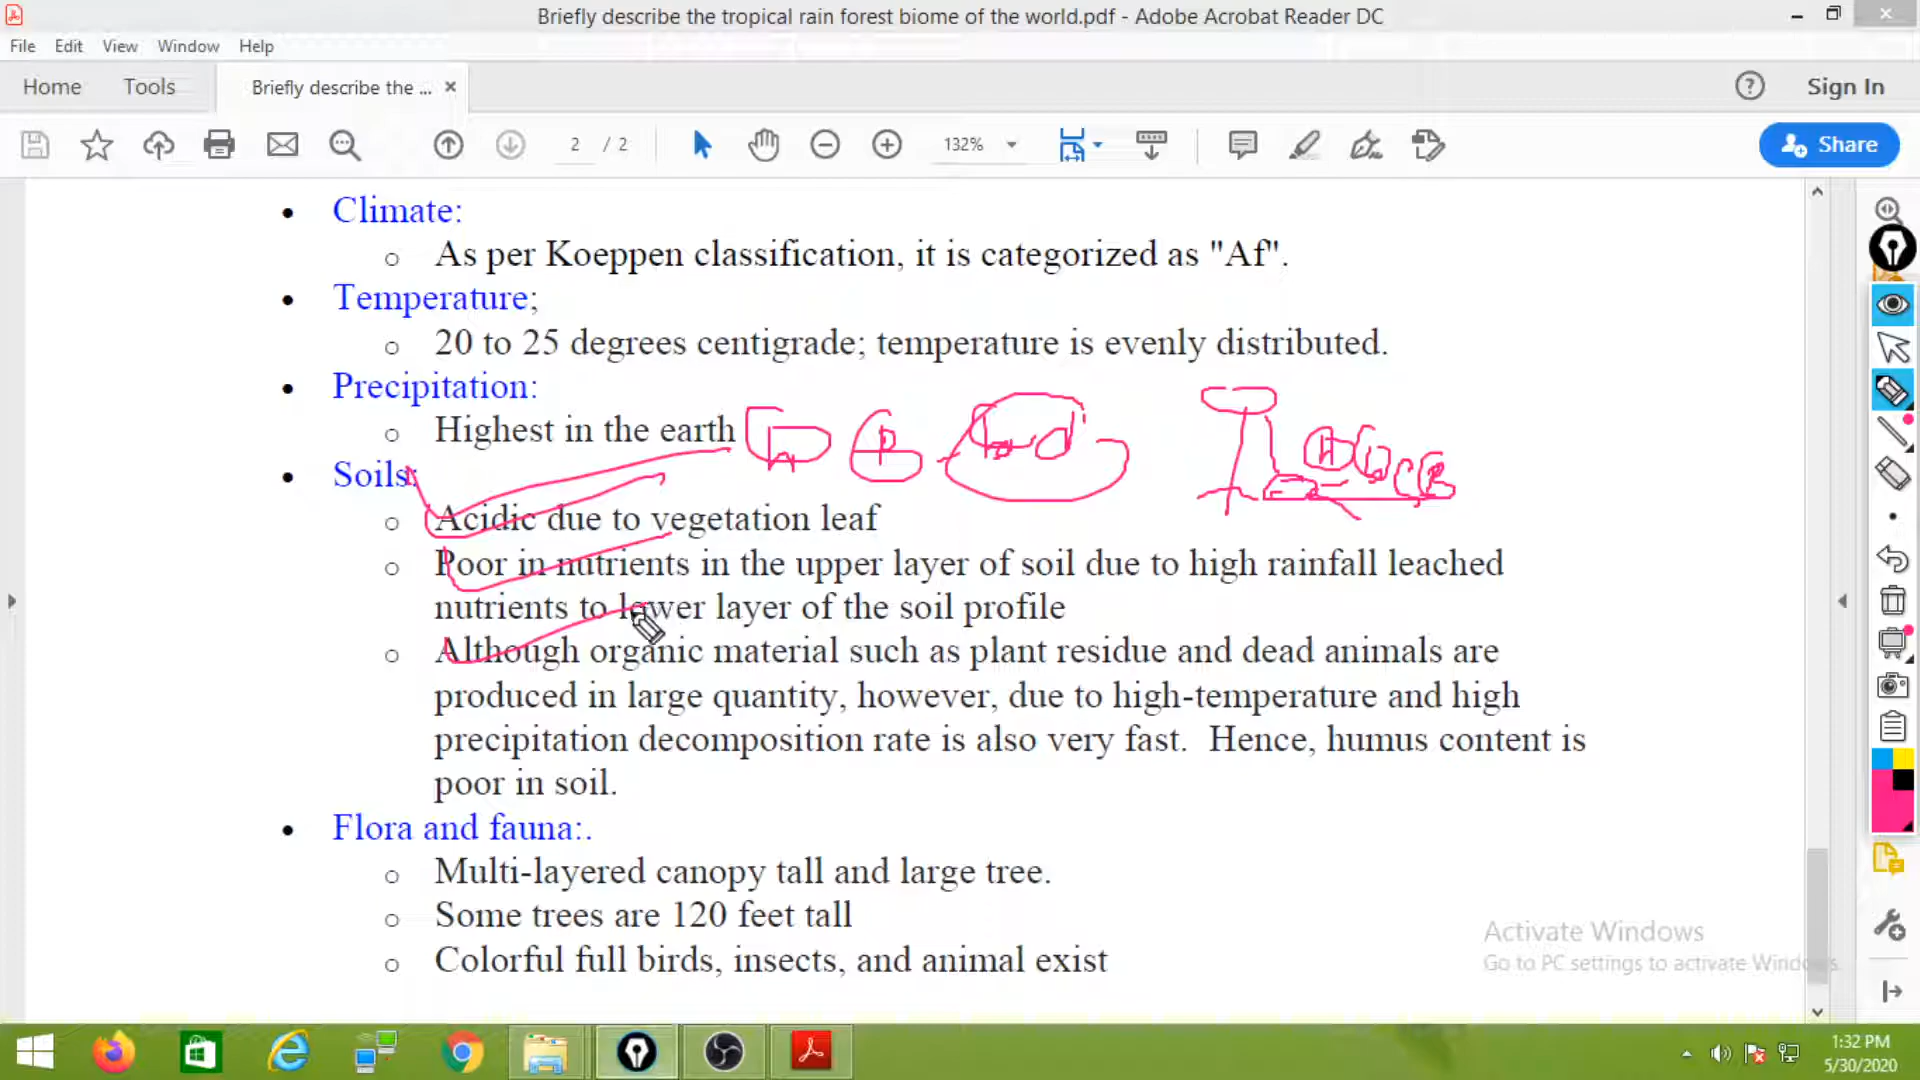 Briefly describe the tropical rain forest biome of the world.pdf - Adobe Acrobat Reader DC
File Edit View Window Help
Home Tools Briefly describe the ... × Sign In
2 / 2 132% Share
• Climate:
o As per Koeppen classification, it is categorized as "Af".
• Temperature;
o 20 to 25 degrees centigrade; temperature is evenly distributed.
• Precipitation:
o Highest in the earth
• Soils:
o Acidic due to vegetation leaf
o Poor in nutrients in the upper layer of soil due to high rainfall leached
nutrients to lower layer of the soil profile
o Although organic material such as plant residue and dead animals are
produced in large quantity, however, due to high-temperature and high
precipitation decomposition rate is also very fast. Hence, humus content is
poor in soil.
• Flora and fauna:.
o Multi-layered canopy tall and large tree.
o Some trees are 120 feet tall
o Colorful full birds, insects, and animal exist
Activate Windows
Go to PC settings to activate Windows.
1:32 PM
5/30/2020